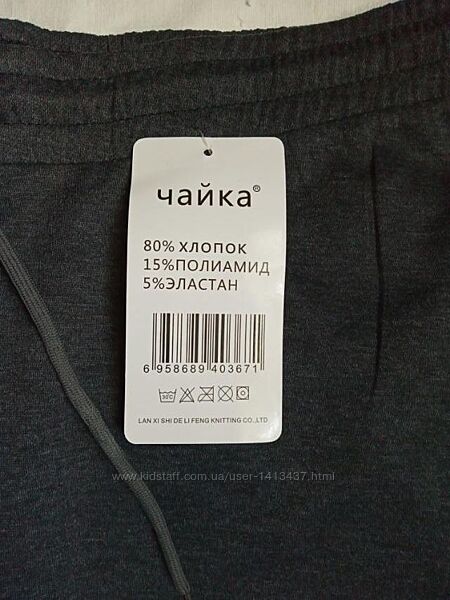 чайка®
80% ХЛОПОК
15%ПОЛИАМИД
5%ЭЛАСТАН
6 958689 403671
30°C
LAN XI SHI DE LI FENG KNITTING CO.,LTD
www.kidstaff.com.ua/user-1413437.html